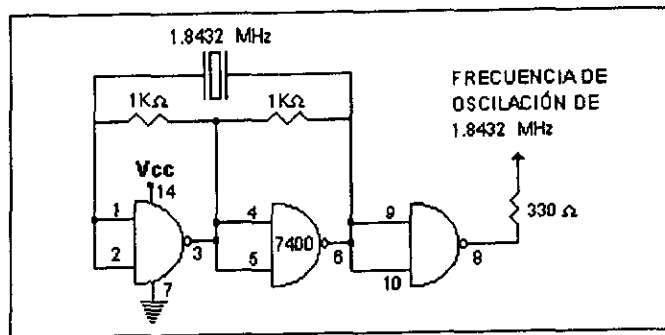 1.8432 MHz
1KΩ
1KΩ
FRECUENCIA DE
OSCILACIÓN DE
1.8432 MHz
Vcc
14
1
2
3
7
4
5
7400
6
9
10
8
330 Ω